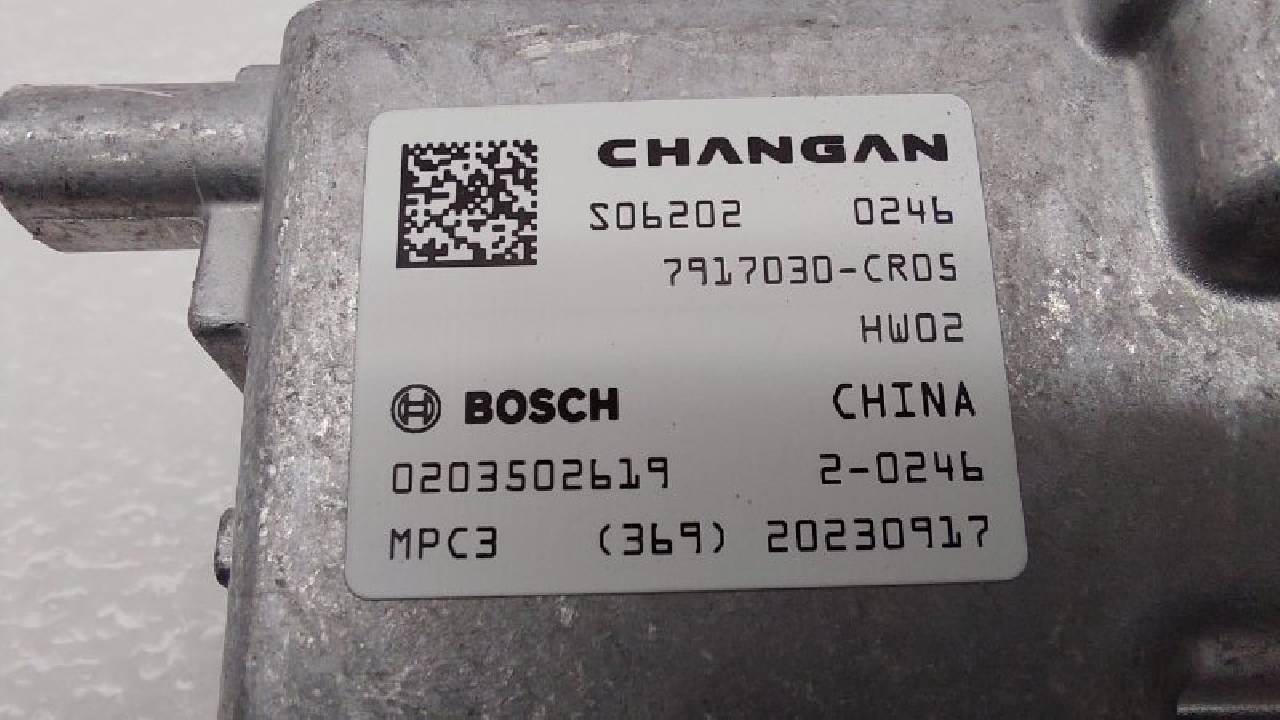 CHANGAN
S06202 0246
7917030-CR05
HW02
BOSCH CHINA
0203502619 2-0246
MPC3 (369) 20230917